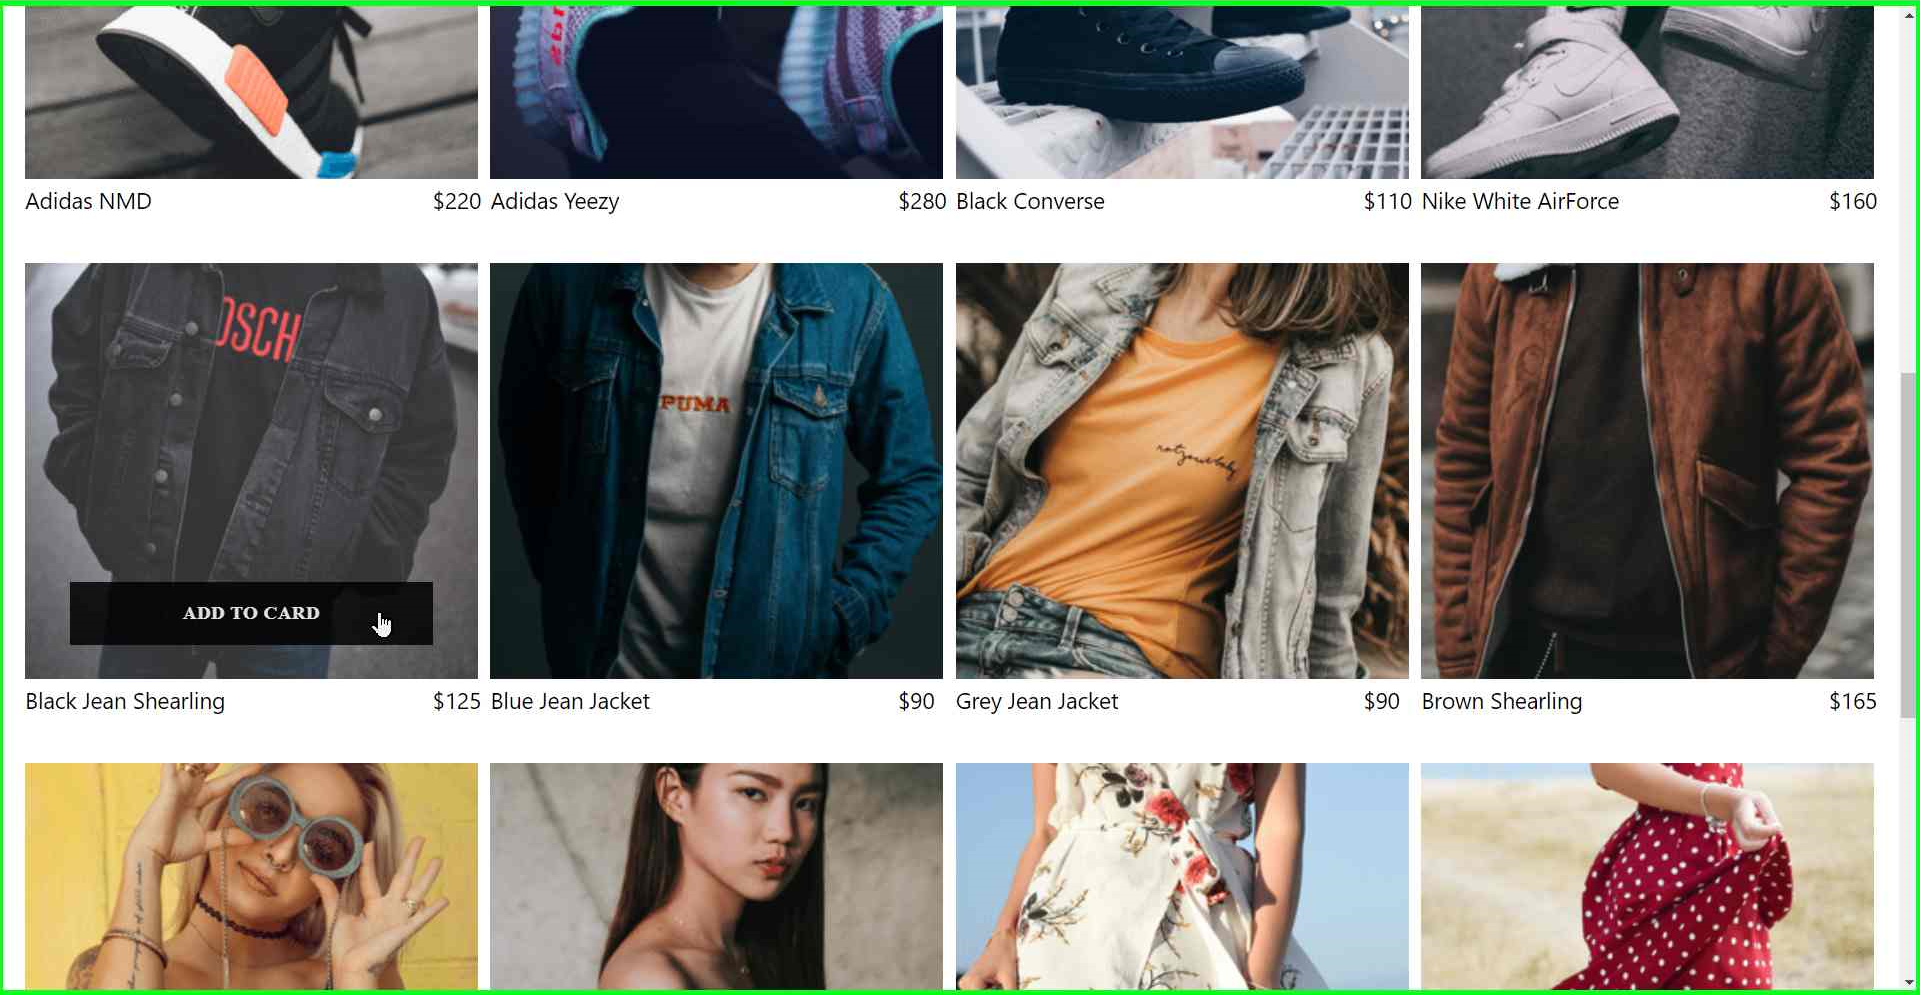 Adidas NMD $220 Adidas Yeezy $280 Black Converse $110 Nike White AirForce $160
OSCH
PUMA
notyourbaby
ADD TO CARD
Black Jean Shearling $125 Blue Jean Jacket $90 Grey Jean Jacket $90 Brown Shearling $165